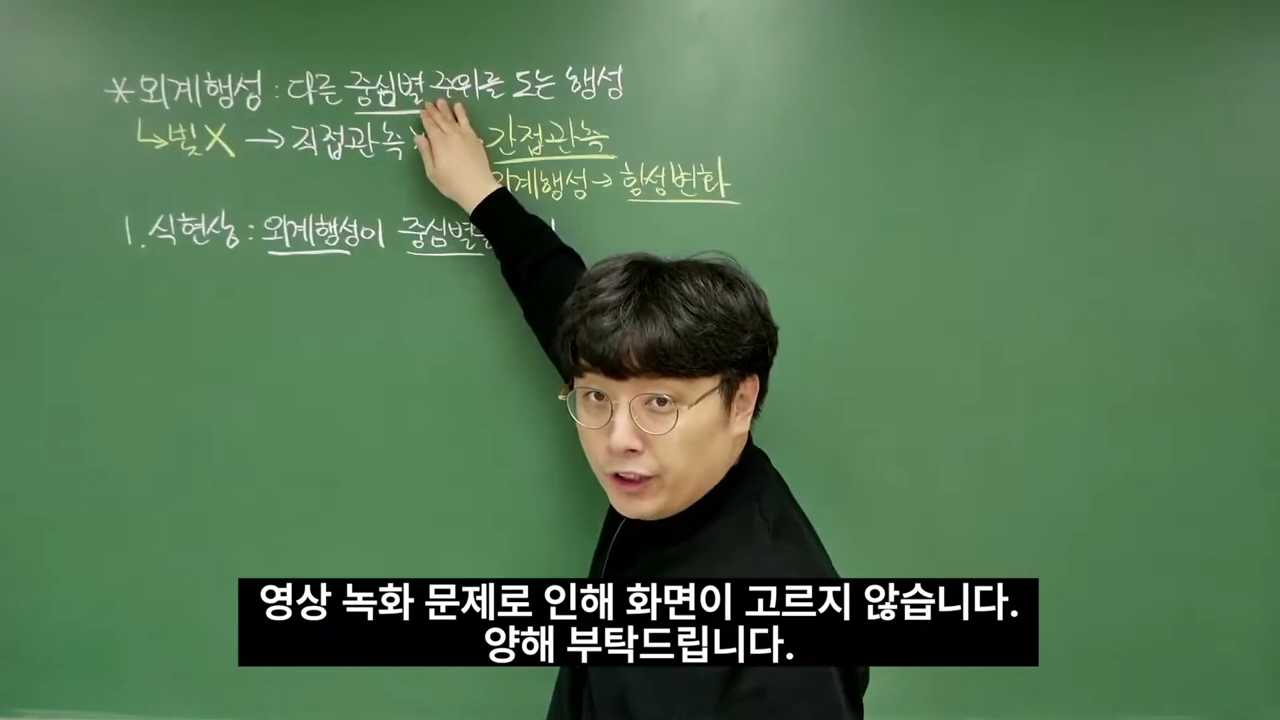 *외계행성 : 다른 중심별 주위를 도는 행성
↳빛X → 직접관측 간접관측
외계행성 → 항성변화
1. 식현상 : 외계행성이 중심별을
영상 녹화 문제로 인해 화면이 고르지 않습니다.
양해 부탁드립니다.